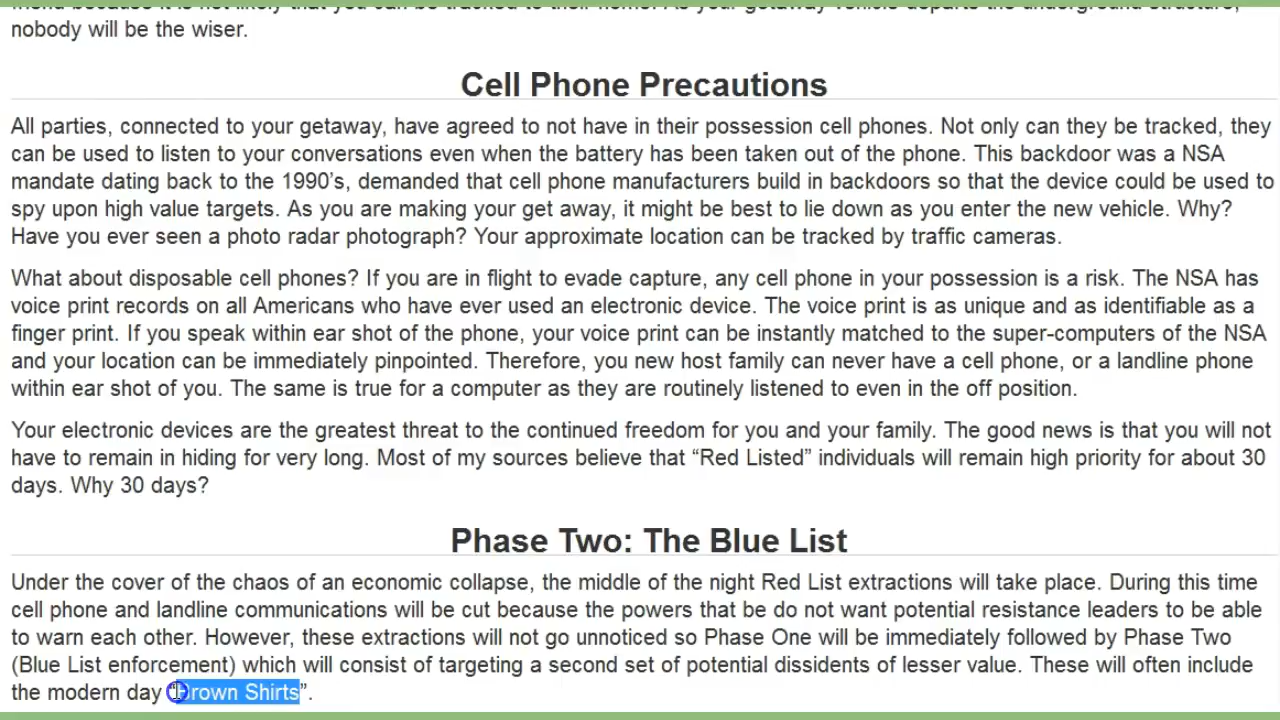 nobody will be the wiser.
Cell Phone Precautions
All parties, connected to your getaway, have agreed to not have in their possession cell phones. Not only can they be tracked, they
can be used to listen to your conversations even when the battery has been taken out of the phone. This backdoor was a NSA
mandate dating back to the 1990’s, demanded that cell phone manufacturers build in backdoors so that the device could be used to
spy upon high value targets. As you are making your get away, it might be best to lie down as you enter the new vehicle. Why?
Have you ever seen a photo radar photograph? Your approximate location can be tracked by traffic cameras.
What about disposable cell phones? If you are in flight to evade capture, any cell phone in your possession is a risk. The NSA has
voice print records on all Americans who have ever used an electronic device. The voice print is as unique and as identifiable as a
finger print. If you speak within ear shot of the phone, your voice print can be instantly matched to the super-computers of the NSA
and your location can be immediately pinpointed. Therefore, you new host family can never have a cell phone, or a landline phone
within ear shot of you. The same is true for a computer as they are routinely listened to even in the off position.
Your electronic devices are the greatest threat to the continued freedom for you and your family. The good news is that you will not
have to remain in hiding for very long. Most of my sources believe that “Red Listed” individuals will remain high priority for about 30
days. Why 30 days?
Phase Two: The Blue List
Under the cover of the chaos of an economic collapse, the middle of the night Red List extractions will take place. During this time
cell phone and landline communications will be cut because the powers that be do not want potential resistance leaders to be able
to warn each other. However, these extractions will not go unnoticed so Phase One will be immediately followed by Phase Two
(Blue List enforcement) which will consist of targeting a second set of potential dissidents of lesser value. These will often include
the modern day “Brown Shirts”.